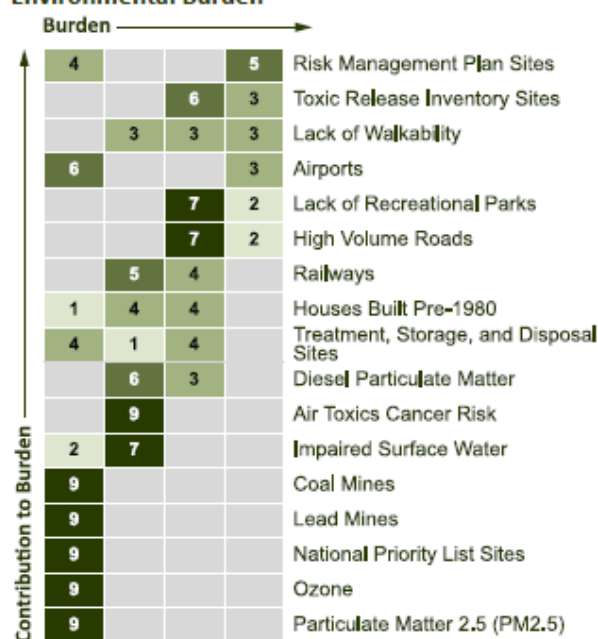 Environmental Burden
Burden
4 5 Risk Management Plan Sites
6 3 Toxic Release Inventory Sites
3 3 3 Lack of Walkability
6 3 Airports
7 2 Lack of Recreational Parks
7 2 High Volume Roads
5 4 Railways
1 4 4 Houses Built Pre-1980
4 1 4 Treatment, Storage, and Disposal
Sites
6 3 Diesel Particulate Matter
9 Air Toxics Cancer Risk
2 7 Impaired Surface Water
9 Coal Mines
9 Lead Mines
9 National Priority List Sites
9 Ozone
9 Particulate Matter 2.5 (PM2.5)
Contribution to Burden